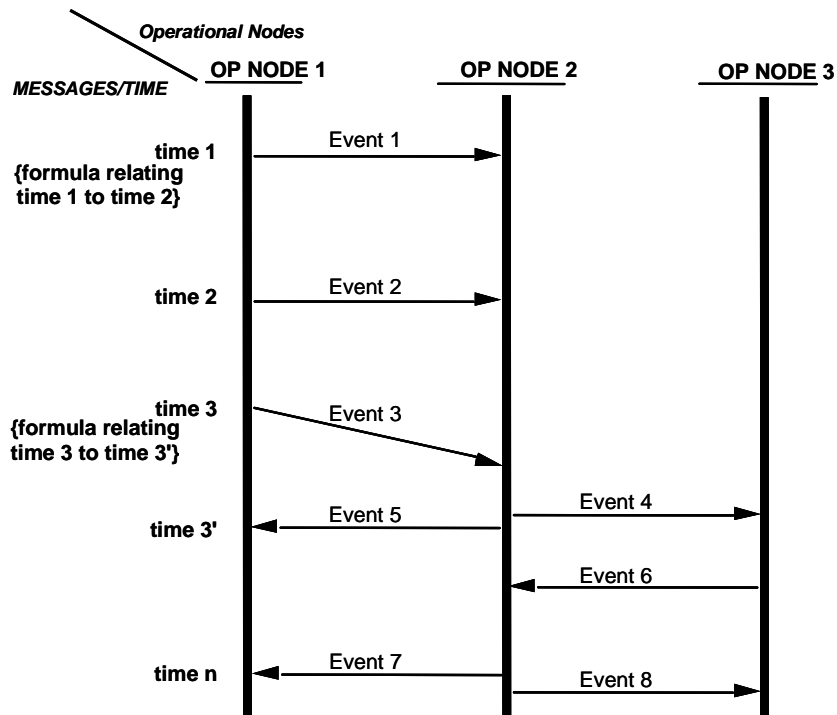 Operational Nodes
OP NODE 1
OP NODE 2
OP NODE 3
MESSAGES/TIME
time 1
Event 1
{formula relating
time 1 to time 2}
time 2
Event 2
time 3
Event 3
{formula relating
time 3 to time 3'}
Event 4
time 3'
Event 5
Event 6
time n
Event 7
Event 8